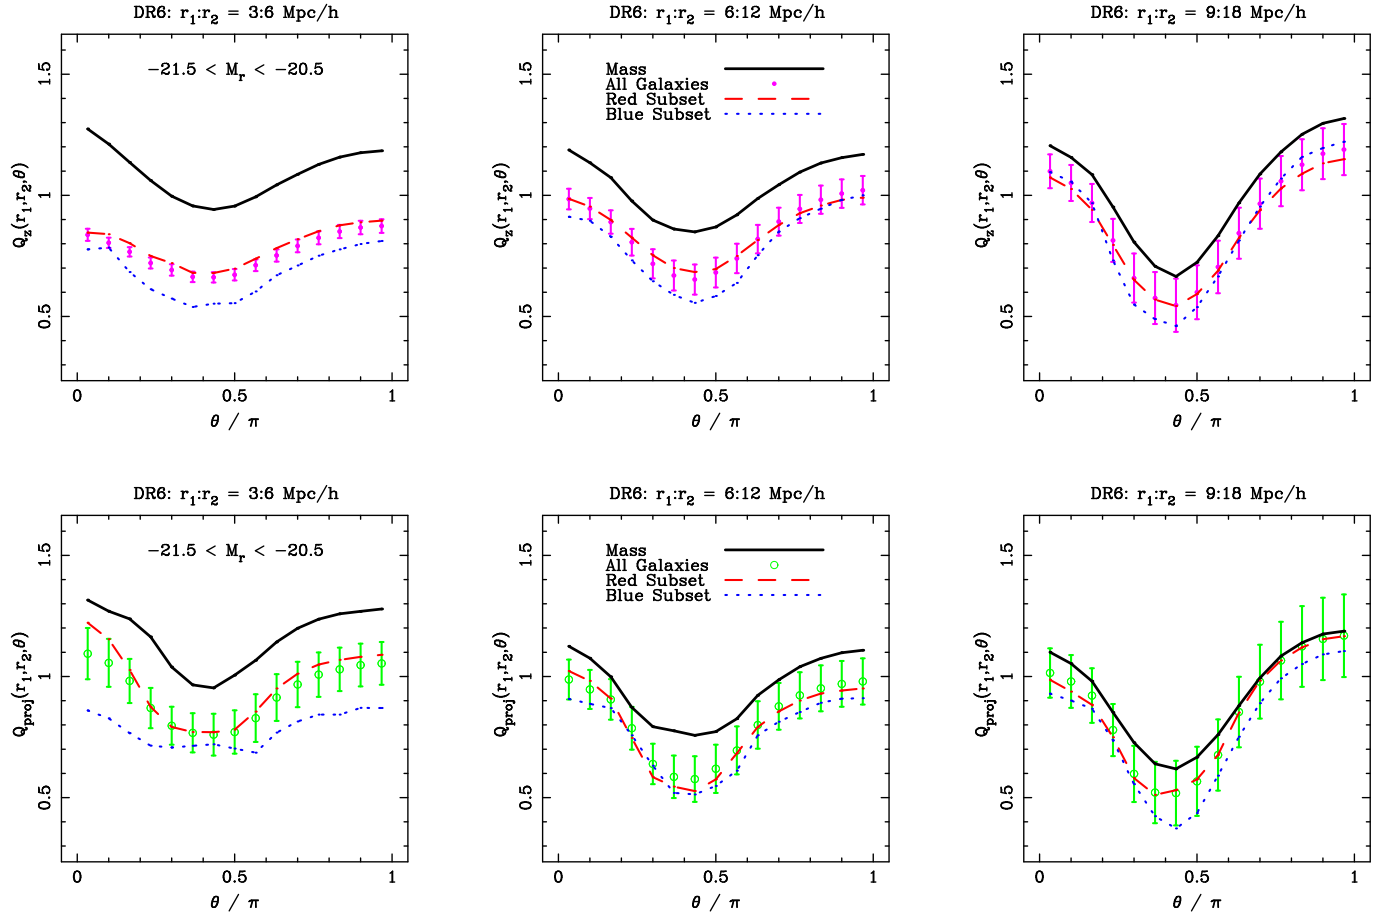 DR6: r1:r2 = 3:6 Mpc/h
−21.5 < Mr < −20.5
Qz(r1,r2,θ)
1.5
1
0.5
0 0.5 1
θ / π
DR6: r1:r2 = 6:12 Mpc/h
Mass
All Galaxies
Red Subset
Blue Subset
Qz(r1,r2,θ)
1.5
1
0.5
0 0.5 1
θ / π
DR6: r1:r2 = 9:18 Mpc/h
Qz(r1,r2,θ)
1.5
1
0.5
0 0.5 1
θ / π
DR6: r1:r2 = 3:6 Mpc/h
−21.5 < Mr < −20.5
Qproj(r1,r2,θ)
1.5
1
0.5
0 0.5 1
θ / π
DR6: r1:r2 = 6:12 Mpc/h
Mass
All Galaxies
Red Subset
Blue Subset
Qproj(r1,r2,θ)
1.5
1
0.5
0 0.5 1
θ / π
DR6: r1:r2 = 9:18 Mpc/h
Qproj(r1,r2,θ)
1.5
1
0.5
0 0.5 1
θ / π